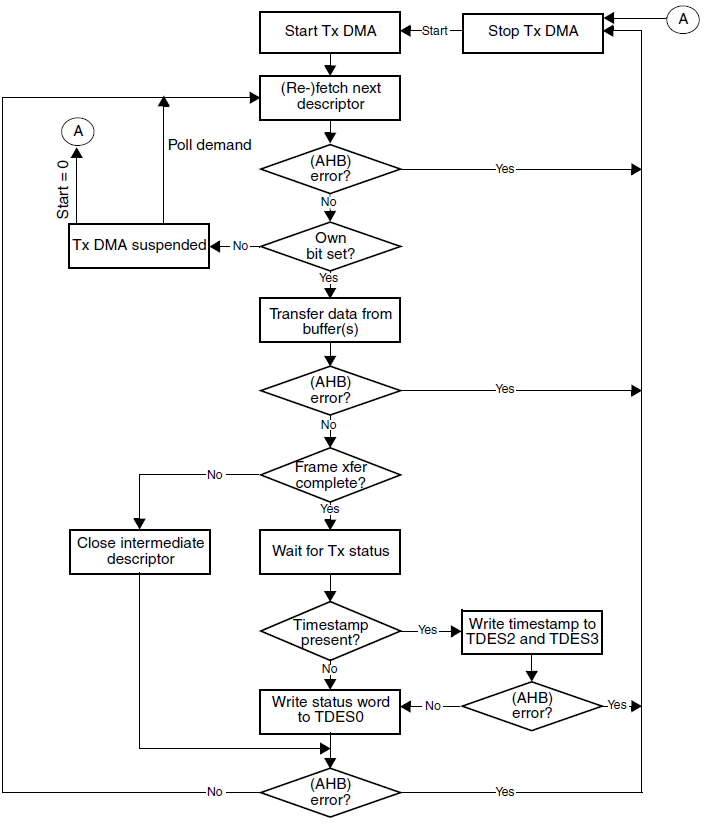 A
Start Tx DMA
Start
Stop Tx DMA
(Re-)fetch next
descriptor
A
Poll demand
Start = 0
(AHB)
error?
Yes
No
Tx DMA suspended
No
Own
bit set?
Yes
Transfer data from
buffer(s)
(AHB)
error?
Yes
No
No
Frame xfer
complete?
Yes
Close intermediate
descriptor
Wait for Tx status
Timestamp
present?
Yes
Write timestamp to
TDES2 and TDES3
No
Write status word
to TDES0
No
(AHB)
error?
Yes
No
(AHB)
error?
Yes